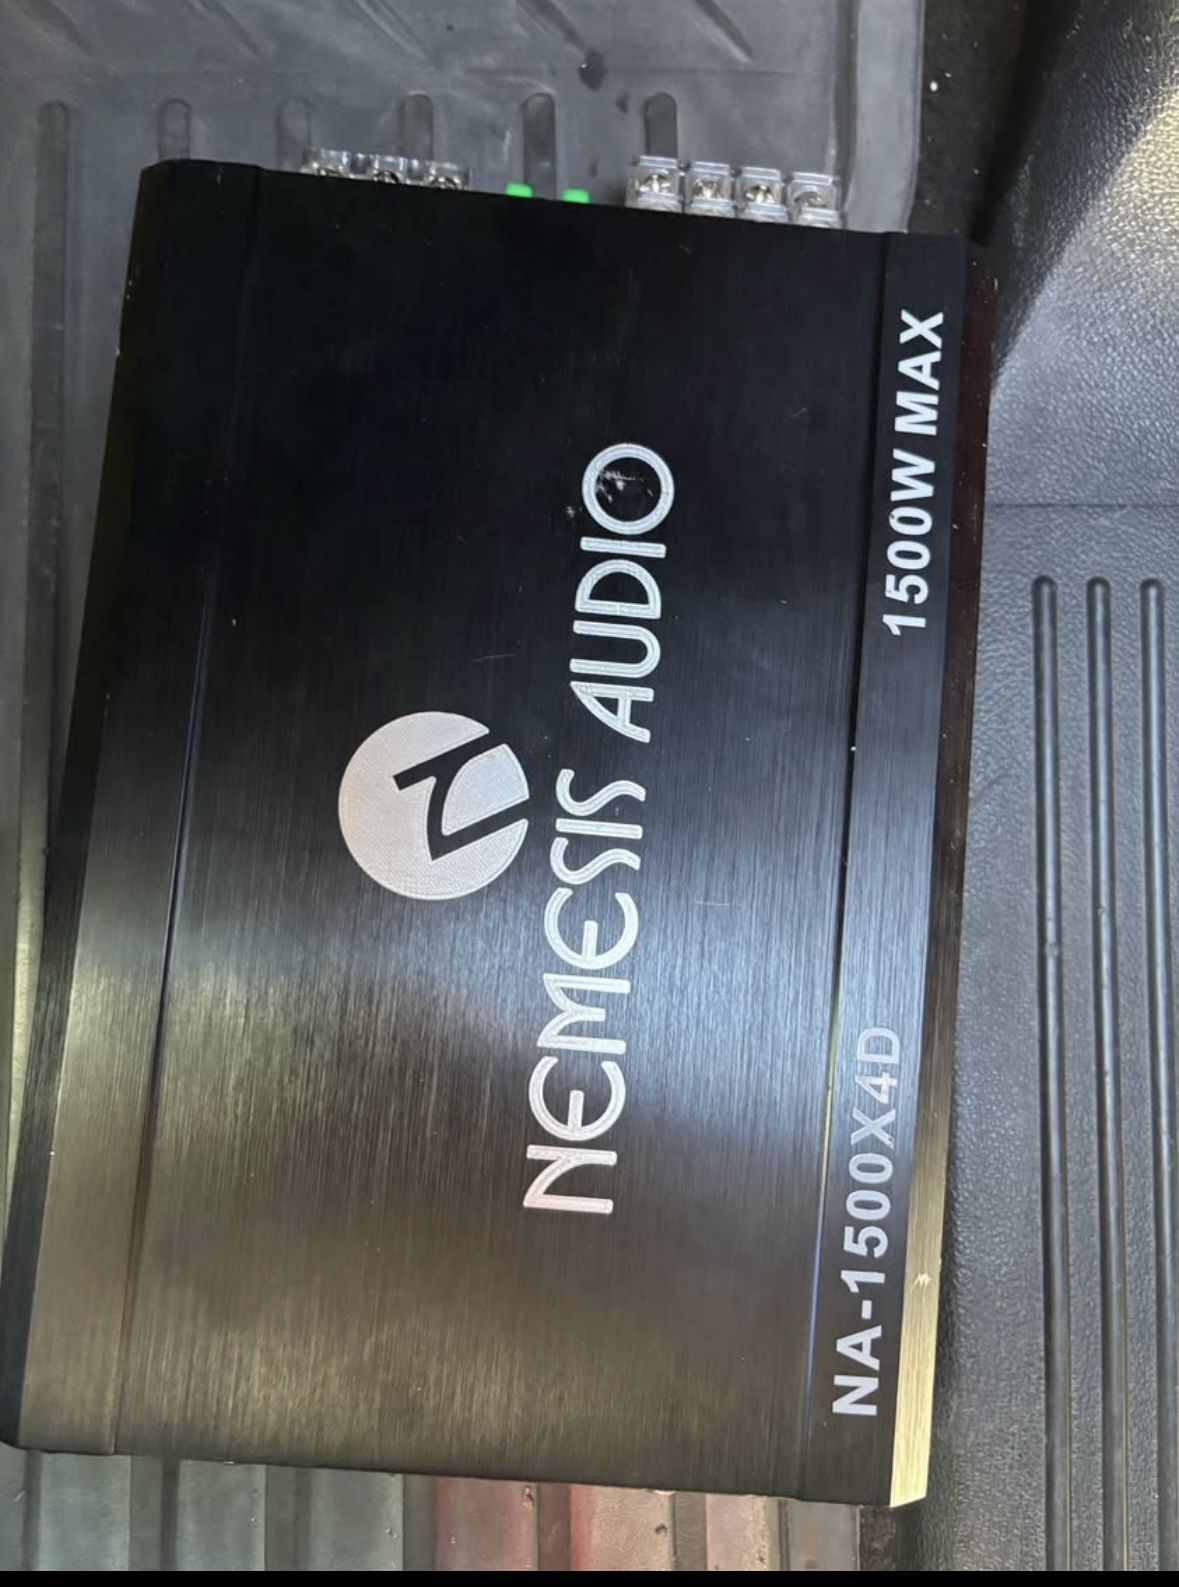 NEMESIS AUDIO
NA-1500X4D
1500W MAX